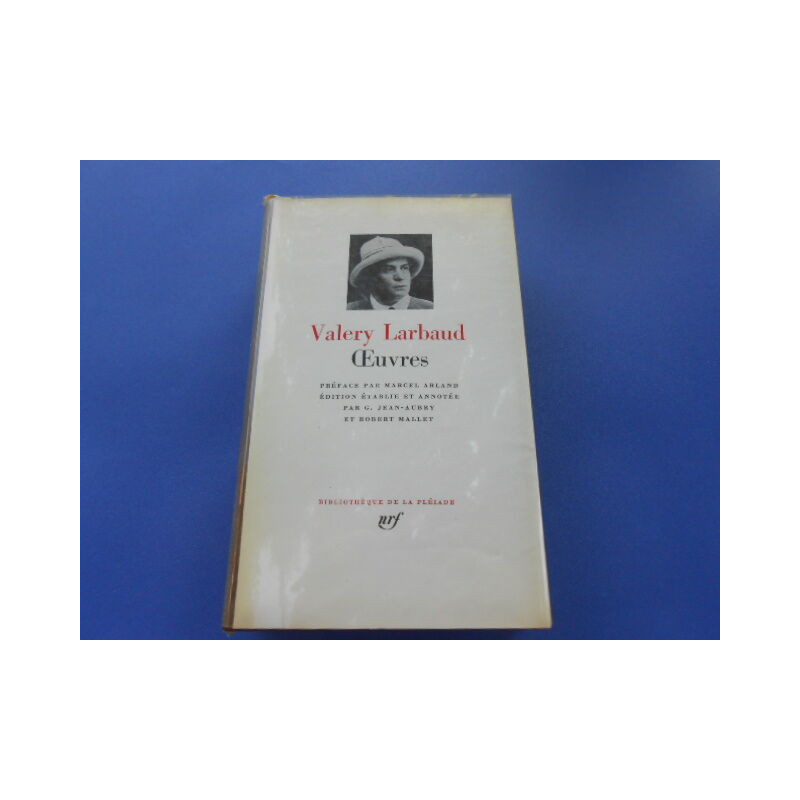 Valery Larbaud
Œuvres
PRÉFACE PAR MARCEL ARLAND
ÉDITION ÉTABLIE ET ANNOTÉE
PAR G. JEAN-AUBRY
ET ROBERT MALLET
BIBLIOTHÈQUE DE LA PLÉIADE
nrf